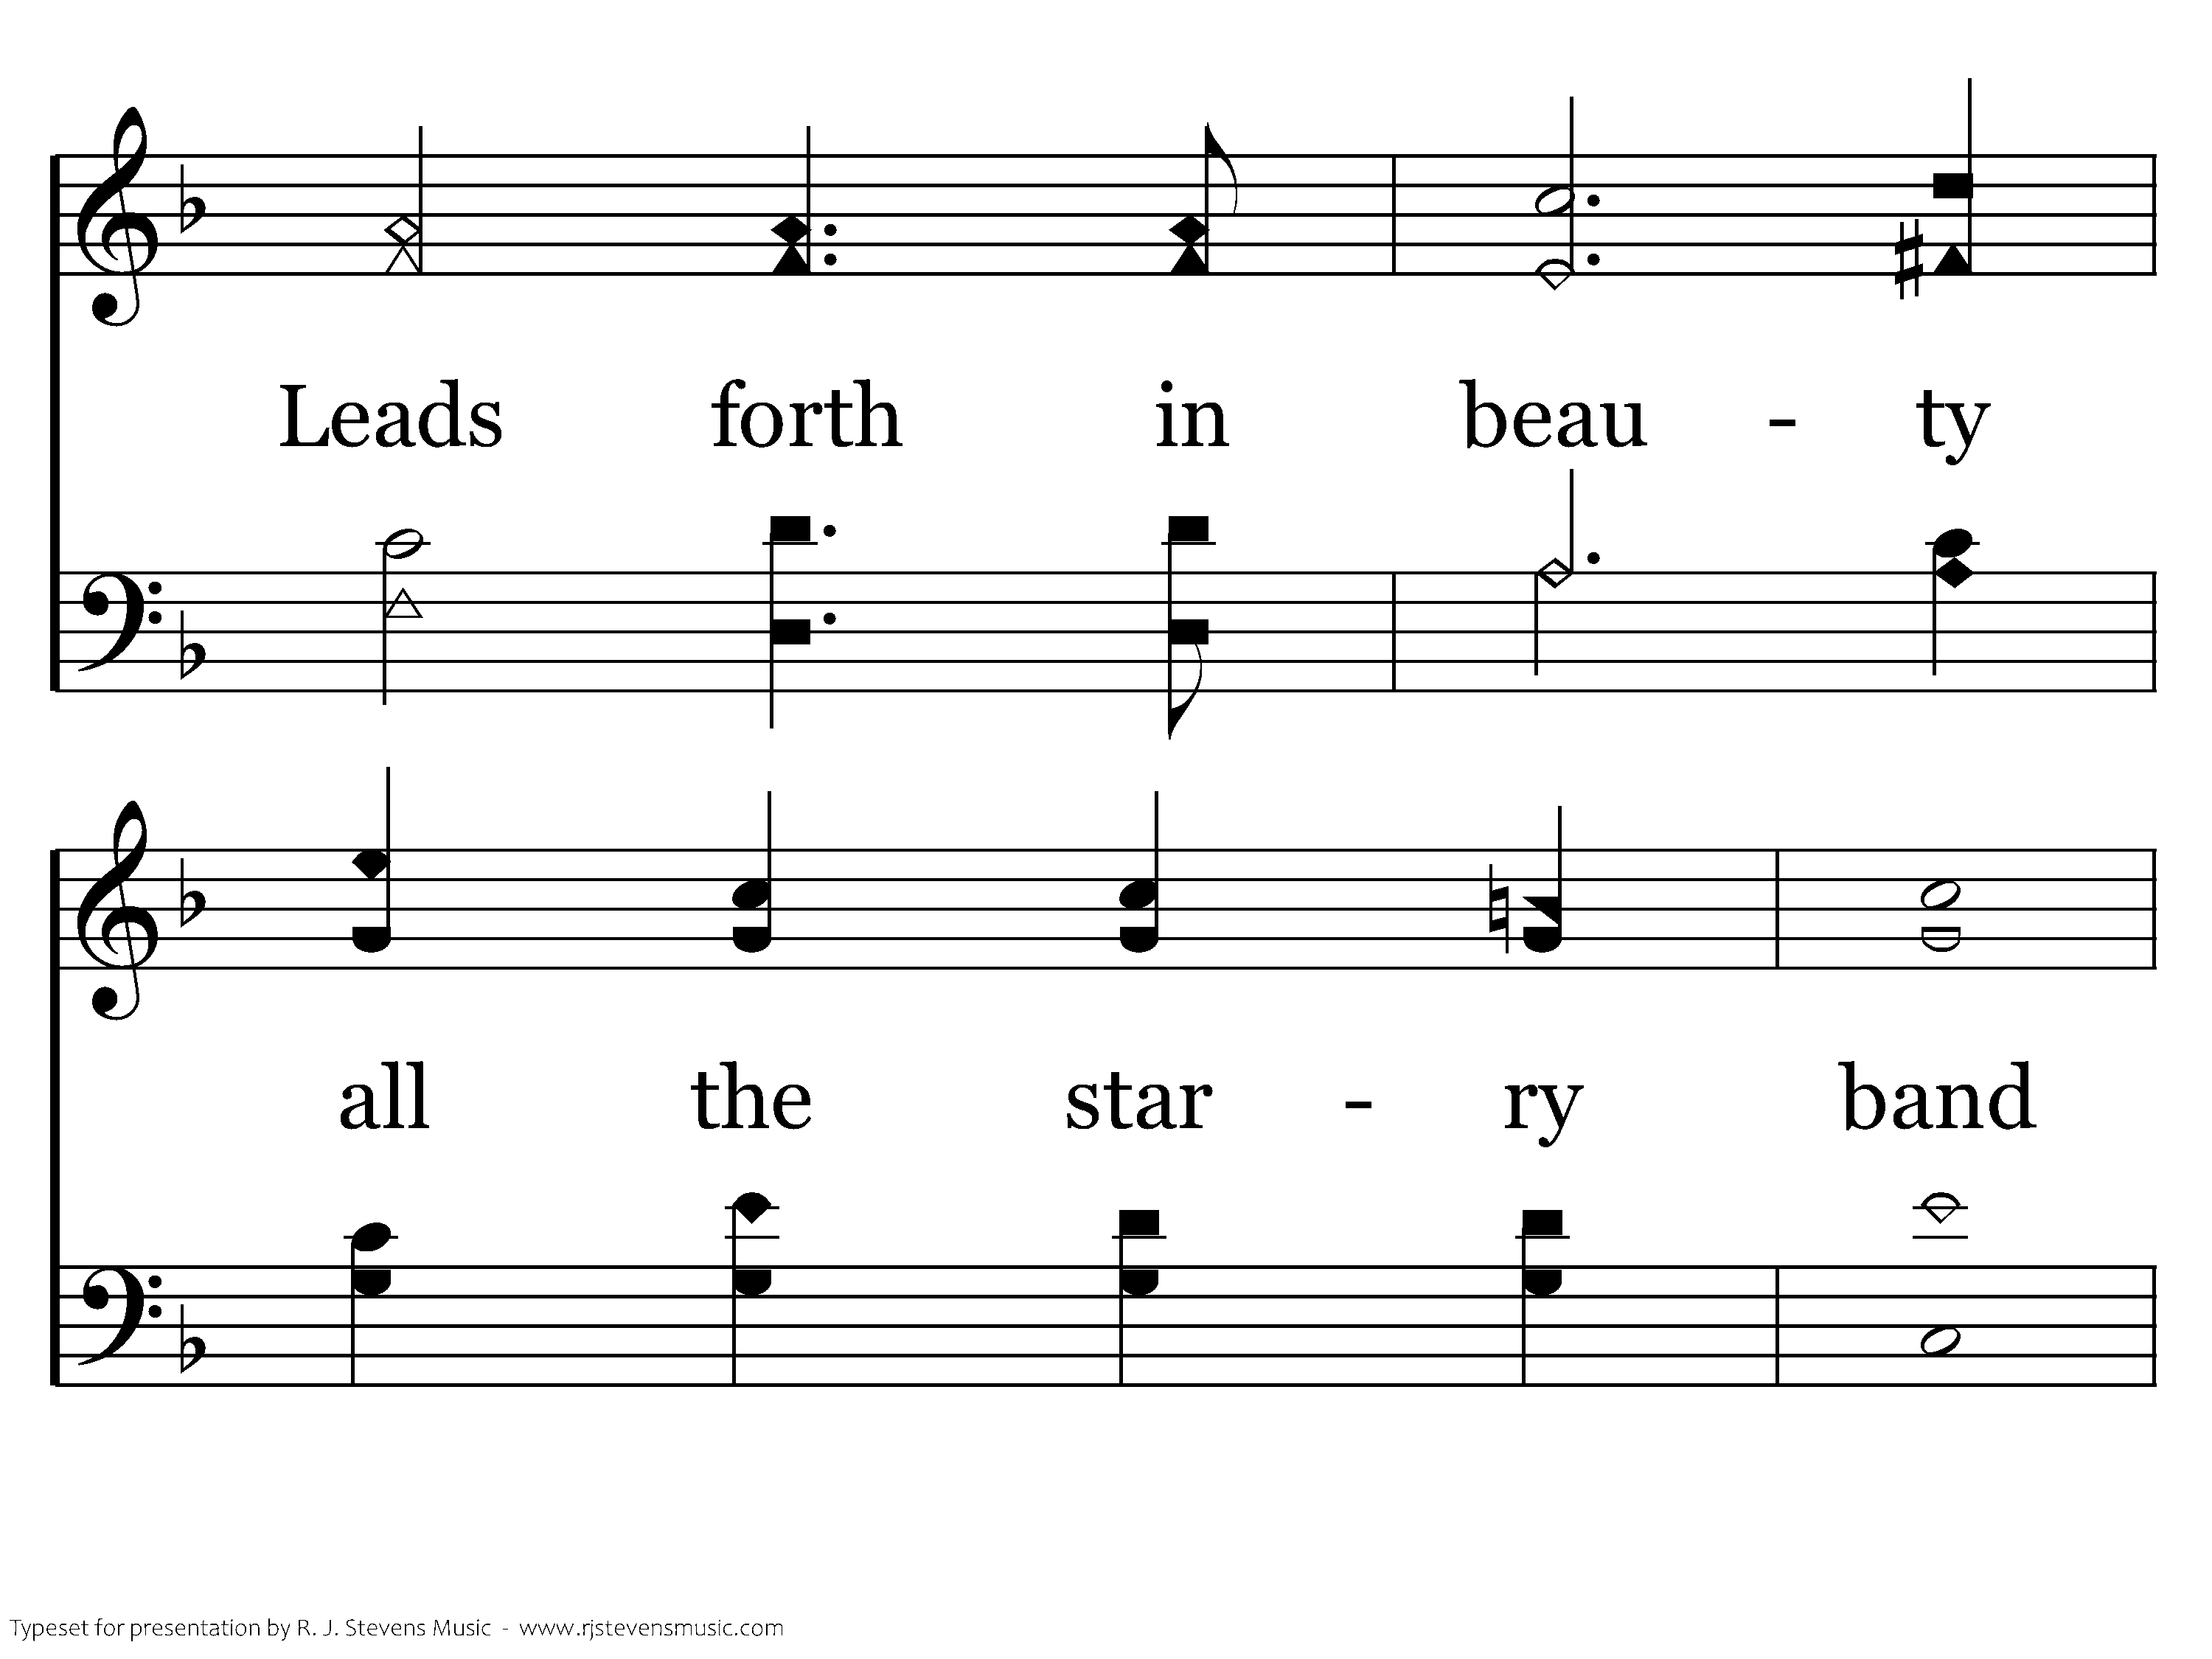 Leads forth in beau - ty
all the star - ry band
Typeset for presentation by R. J. Stevens Music - www.rjstevensmusic.com